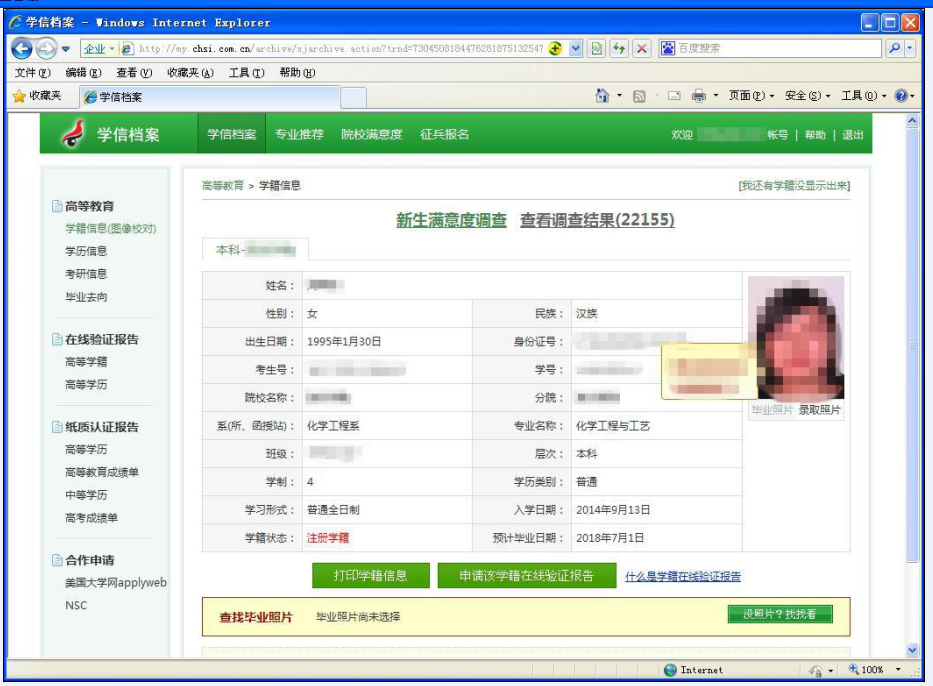 学信档案 - Windows Internet Explorer
企业 http://my.chsi.com.cn/archive/xjarchive.action?trnd=73045081844762818751325​47 百度搜索
文件(F) 编辑(E) 查看(V) 收藏夹(A) 工具(T) 帮助(H)
收藏夹 学信档案 页面(P) 安全(S) 工具(O)
学信档案 学信档案 专业推荐 院校满意度 征兵报名 欢迎 帐号 | 帮助 | 退出
高等教育 > 学籍信息 [我还有学籍没显示出来]
高等教育
学籍信息(图像校对)
学历信息
考研信息
毕业去向
在线验证报告
高等学籍
高等学历
纸质认证报告
高等学历
高等教育成绩单
中等学历
高考成绩单
合作申请
美国大学网applyweb
NSC
新生满意度调查 查看调查结果(22155)
本科-
姓名：
性别： 女 民族： 汉族
出生日期： 1995年1月30日 身份证号：
考生号： 学号：
院校名称： 分院：
系(所、函授站)： 化学工程系 专业名称： 化学工程与工艺
班级： 层次： 本科
学制： 4 学历类别： 普通
学习形式： 普通全日制 入学日期： 2014年9月13日
学籍状态： 注册学籍 预计毕业日期： 2018年7月1日
毕业照片 录取照片
打印学籍信息 申请该学籍在线验证报告 什么是学籍在线验证报告
查找毕业照片 毕业照片尚未选择 没照片？找找看
Internet 100%